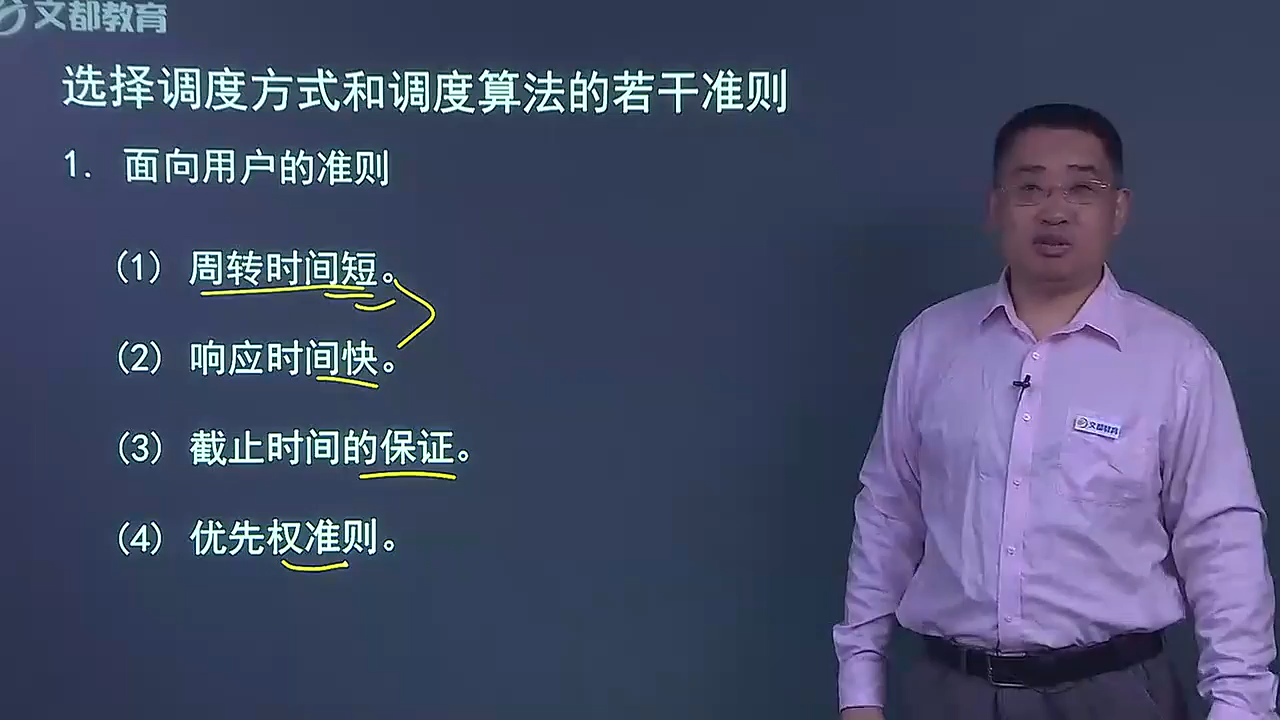 文都教育
选择调度方式和调度算法的若干准则
1. 面向用户的准则
(1) 周转时间短。
(2) 响应时间快。
(3) 截止时间的保证。
(4) 优先权准则。
文都教育